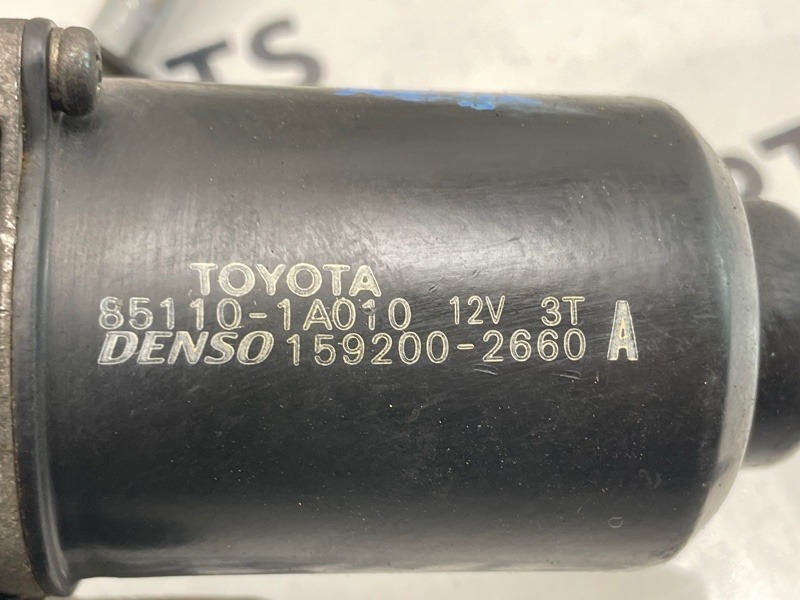 TOYOTA
85110-1A010 12V 3T
DENSO 159200-2660 A